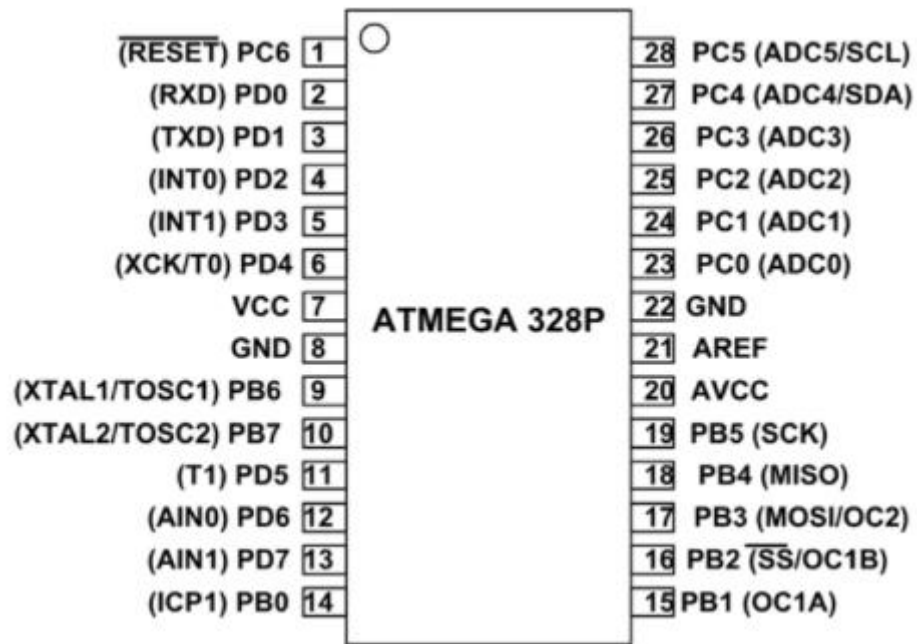 (RESET) PC6 1
(RXD) PD0 2
(TXD) PD1 3
(INT0) PD2 4
(INT1) PD3 5
(XCK/T0) PD4 6
VCC 7
GND 8
(XTAL1/TOSC1) PB6 9
(XTAL2/TOSC2) PB7 10
(T1) PD5 11
(AIN0) PD6 12
(AIN1) PD7 13
(ICP1) PB0 14
ATMEGA 328P
28 PC5 (ADC5/SCL)
27 PC4 (ADC4/SDA)
26 PC3 (ADC3)
25 PC2 (ADC2)
24 PC1 (ADC1)
23 PC0 (ADC0)
22 GND
21 AREF
20 AVCC
19 PB5 (SCK)
18 PB4 (MISO)
17 PB3 (MOSI/OC2)
16 PB2 (SS/OC1B)
15 PB1 (OC1A)